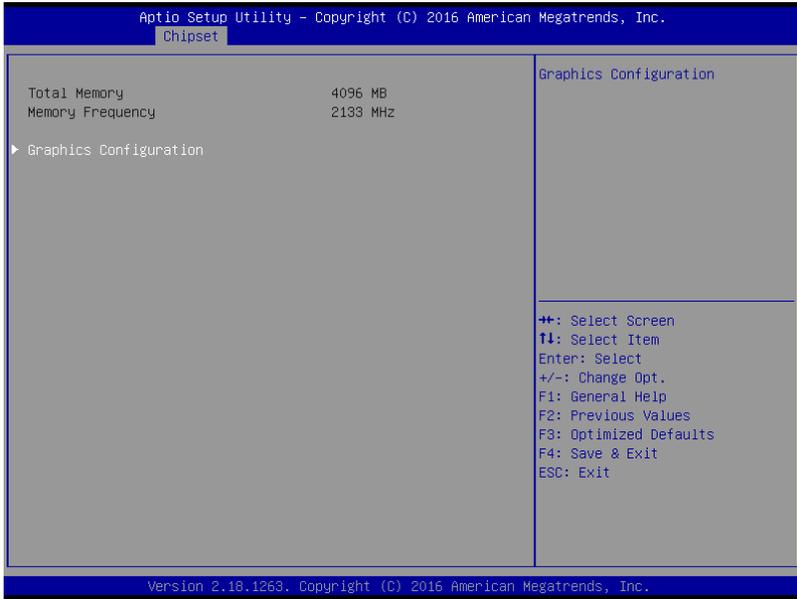 Aptio Setup Utility – Copyright (C) 2016 American Megatrends, Inc.
Chipset
Total Memory 4096 MB
Memory Frequency 2133 MHz
Graphics Configuration
Graphics Configuration
→←: Select Screen
↑↓: Select Item
Enter: Select
+/-: Change Opt.
F1: General Help
F2: Previous Values
F3: Optimized Defaults
F4: Save & Exit
ESC: Exit
Version 2.18.1263. Copyright (C) 2016 American Megatrends, Inc.